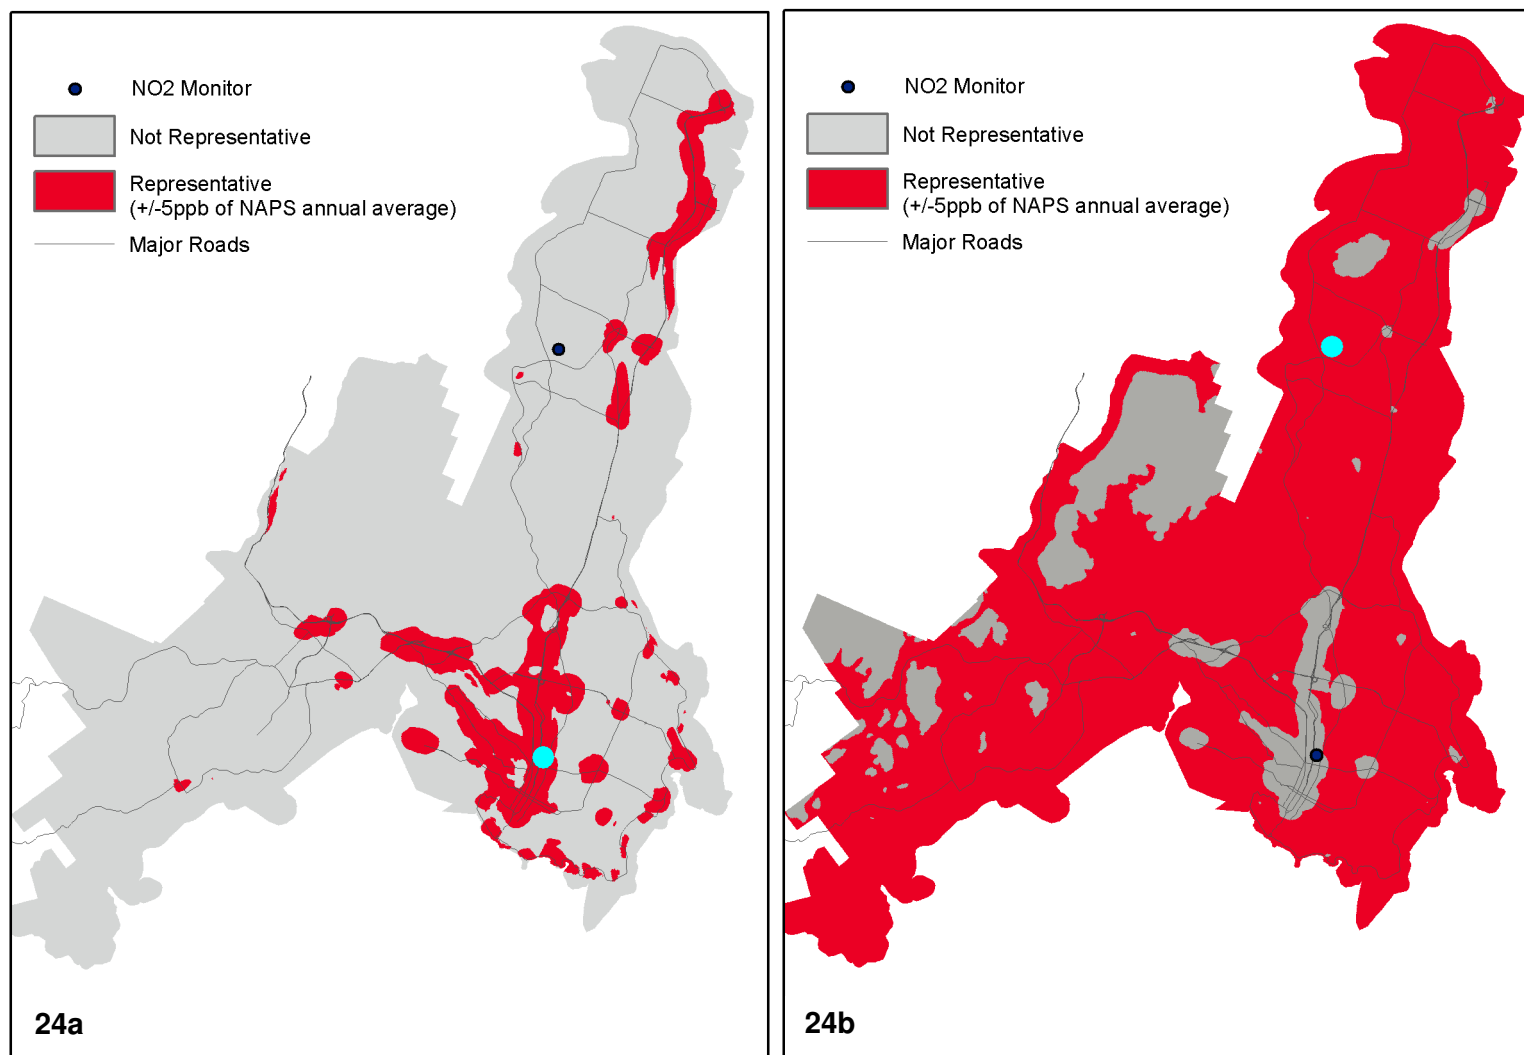 NO2 Monitor
Not Representative
Representative
(+/-5ppb of NAPS annual average)
Major Roads
24a
NO2 Monitor
Not Representative
Representative
(+/-5ppb of NAPS annual average)
Major Roads
24b